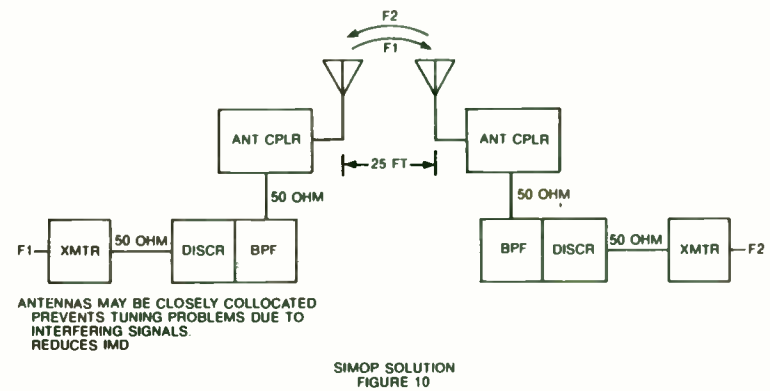 F2
F1
ANT CPLR
ANT CPLR
25 FT
50 OHM
50 OHM
F1
XMTR
50 OHM
DISCR
BPF
BPF
DISCR
50 OHM
XMTR
F2
ANTENNAS MAY BE CLOSELY COLLOCATED
PREVENTS TUNING PROBLEMS DUE TO
INTERFERING SIGNALS.
REDUCES IMD
SIMOP SOLUTION
FIGURE 10